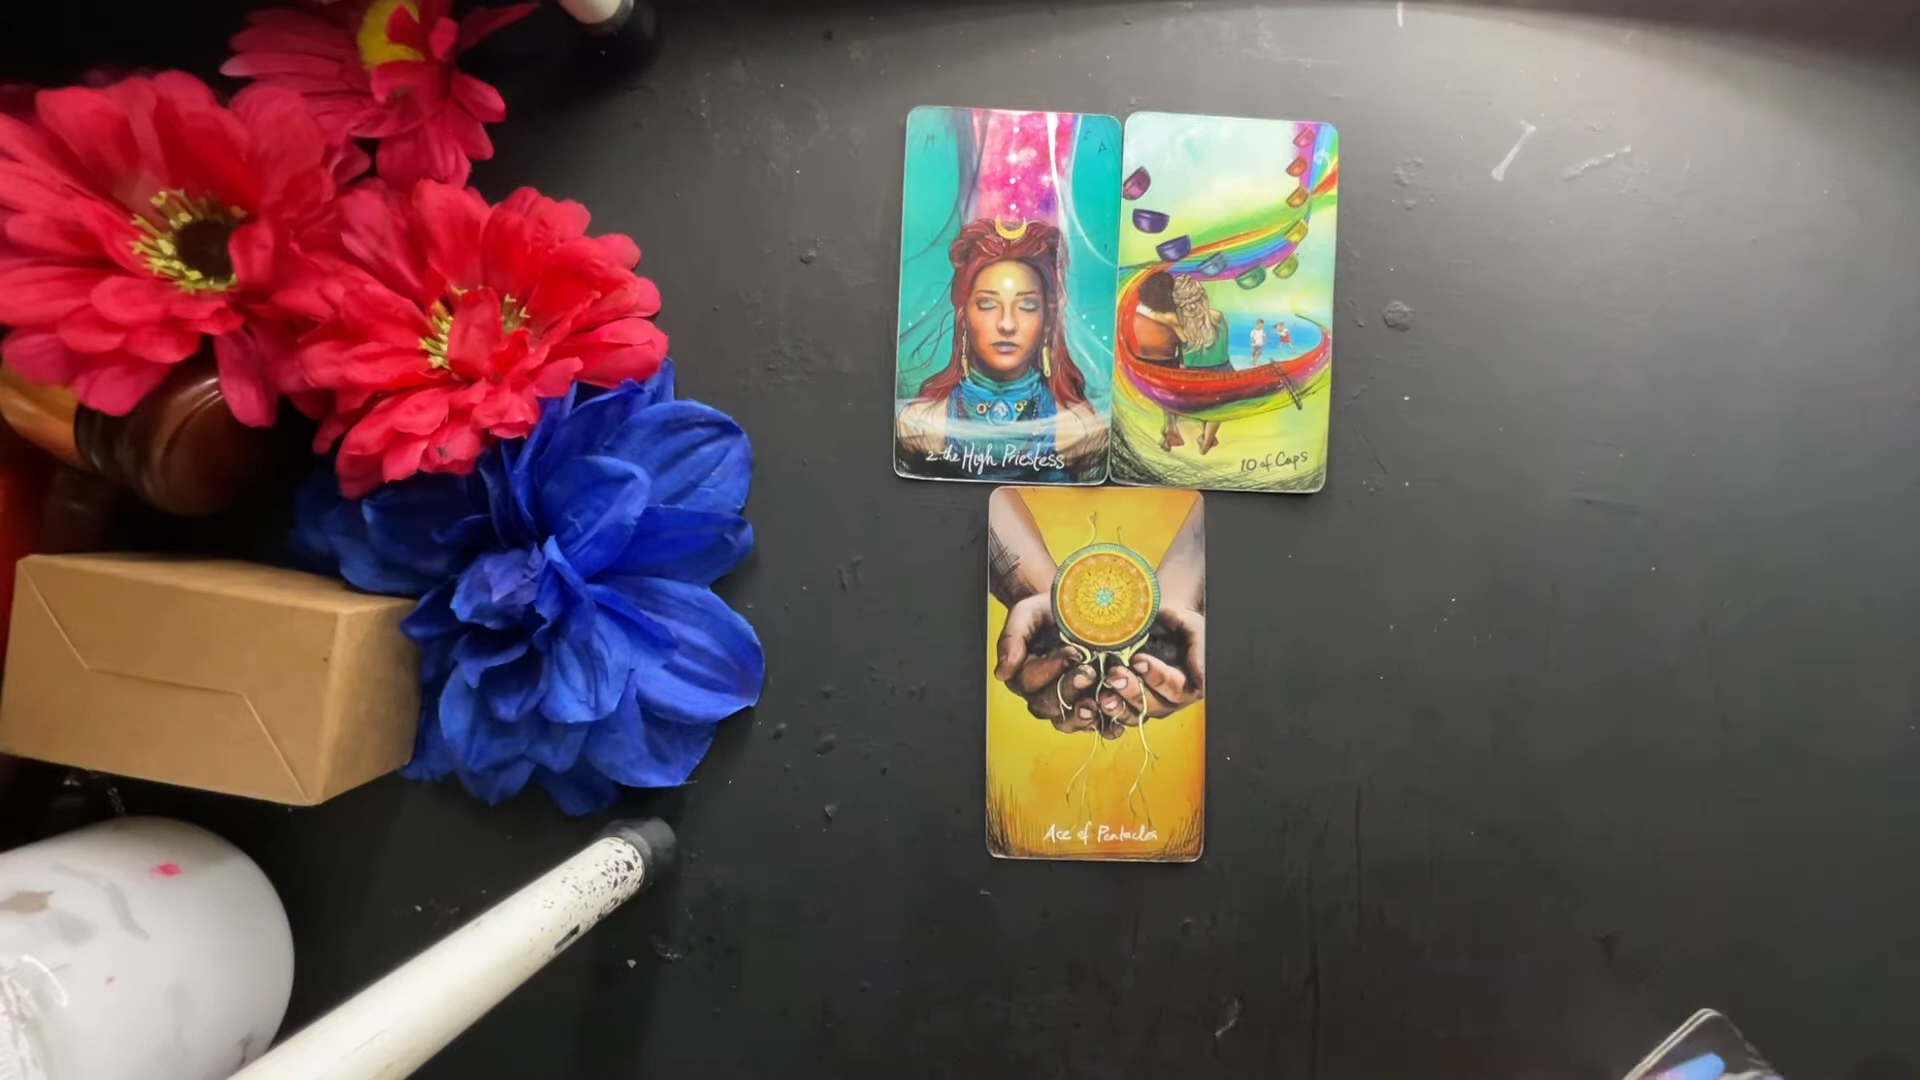 2. the High Priestess
10 of Cups
Ace of Pentacles